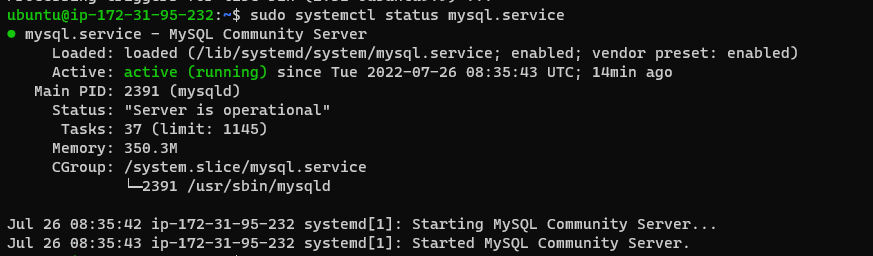 ubuntu@ip-172-31-95-232:~$ sudo systemctl status mysql.service
● mysql.service - MySQL Community Server
Loaded: loaded (/lib/systemd/system/mysql.service; enabled; vendor preset: enabled)
Active: active (running) since Tue 2022-07-26 08:35:43 UTC; 14min ago
Main PID: 2391 (mysqld)
Status: "Server is operational"
Tasks: 37 (limit: 1145)
Memory: 350.3M
CGroup: /system.slice/mysql.service
└─2391 /usr/sbin/mysqld
Jul 26 08:35:42 ip-172-31-95-232 systemd[1]: Starting MySQL Community Server...
Jul 26 08:35:43 ip-172-31-95-232 systemd[1]: Started MySQL Community Server.